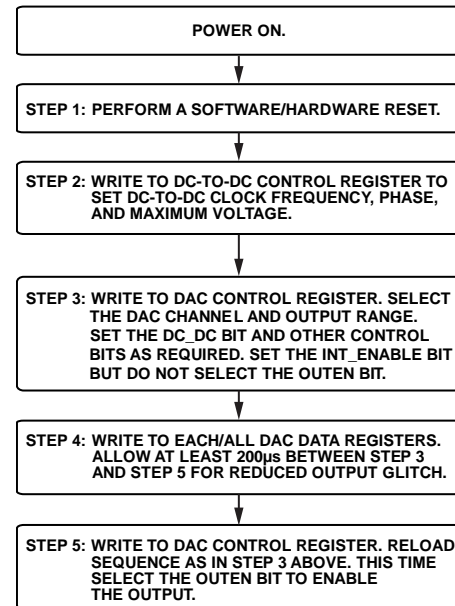 POWER ON.
STEP 1: PERFORM A SOFTWARE/HARDWARE RESET.
STEP 2: WRITE TO DC-TO-DC CONTROL REGISTER TO
SET DC-TO-DC CLOCK FREQUENCY, PHASE,
AND MAXIMUM VOLTAGE.
STEP 3: WRITE TO DAC CONTROL REGISTER. SELECT
THE DAC CHANNEL AND OUTPUT RANGE.
SET THE DC_DC BIT AND OTHER CONTROL
BITS AS REQUIRED. SET THE INT_ENABLE BIT
BUT DO NOT SELECT THE OUTEN BIT.
STEP 4: WRITE TO EACH/ALL DAC DATA REGISTERS.
ALLOW AT LEAST 200µs BETWEEN STEP 3
AND STEP 5 FOR REDUCED OUTPUT GLITCH.
STEP 5: WRITE TO DAC CONTROL REGISTER. RELOAD
SEQUENCE AS IN STEP 3 ABOVE. THIS TIME
SELECT THE OUTEN BIT TO ENABLE
THE OUTPUT.